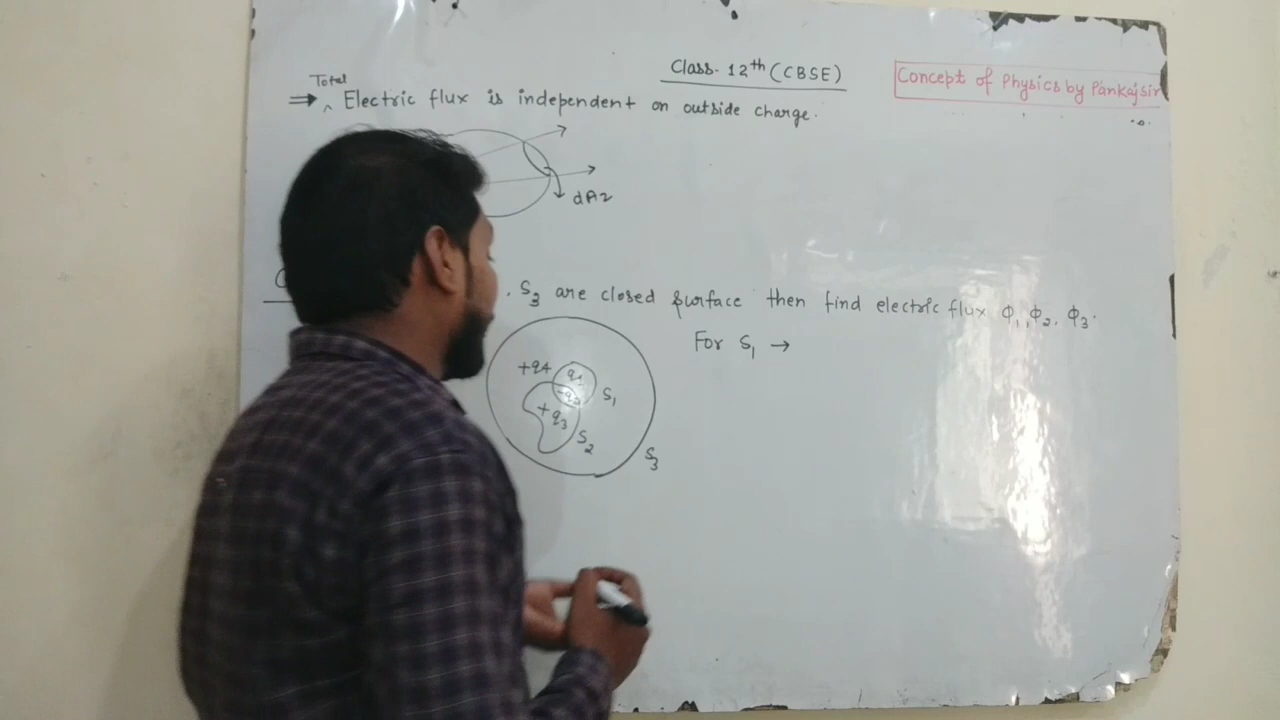 Class. 12th (CBSE)
Concept of Physics by Pankajsir
Total
⇒ ^ Electric flux is independent on outside charge.
dA2
. S3 are closed surface then find electric flux Φ1, Φ2, Φ3.
For S1 →
+q4
q1
-q2
S1
+q3
S2
S3